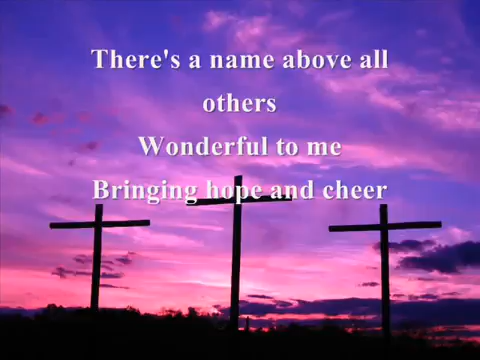 There's a name above all
others
Wonderful to me
Bringing hope and cheer